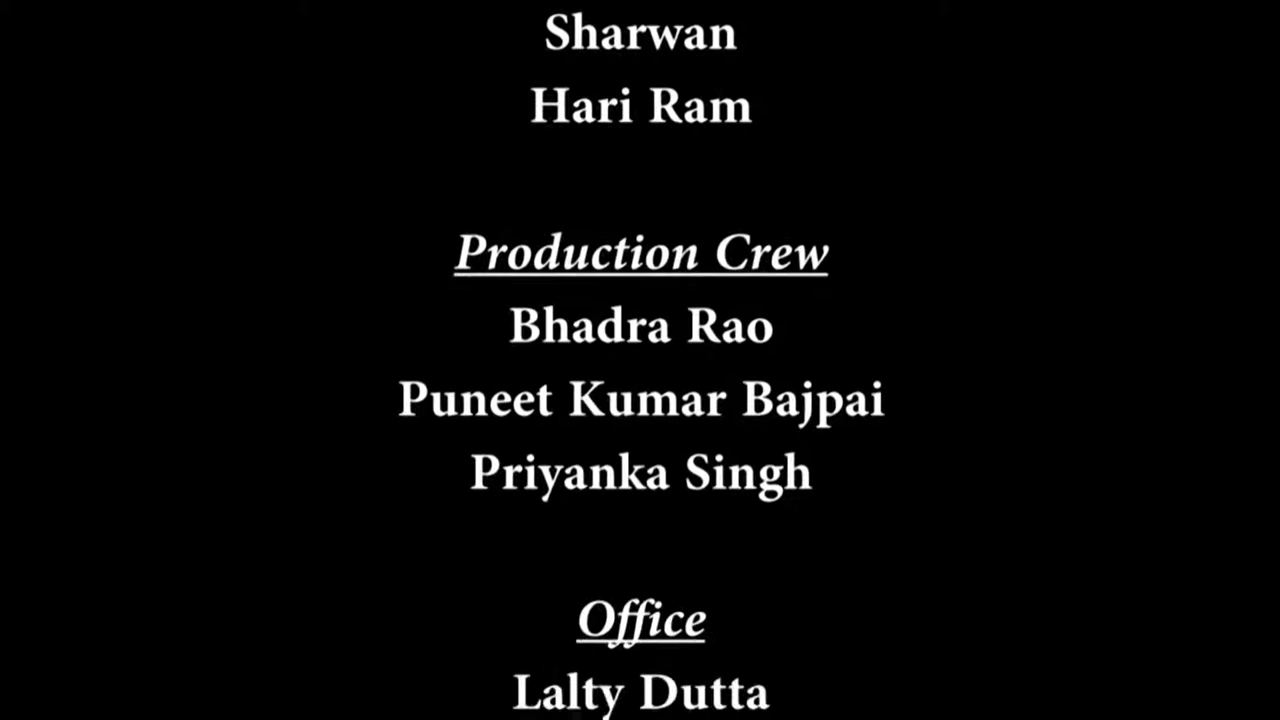 Sharwan
Hari Ram
Production Crew
Bhadra Rao
Puneet Kumar Bajpai
Priyanka Singh
Office
Lalty Dutta